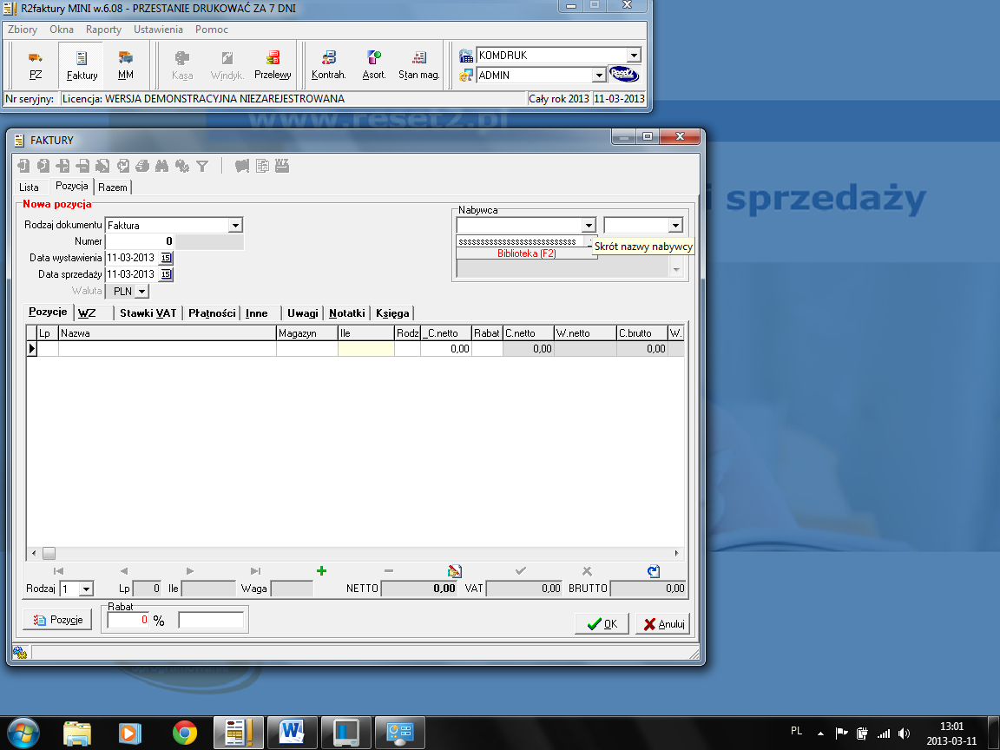 R2faktury MINI w.6.08 - PRZESTANIE DRUKOWAĆ ZA 7 DNI
Zbiory Okna Raporty Ustawienia Pomoc
PZ Faktury MM Kasa Windyk. Przelewy Kontrah. Asort. Stan mag.
KOMDRUK
ADMIN
Nr seryjny: Licencja: WERSJA DEMONSTRACYJNA NIEZAREJESTROWANA Cały rok 2013 11-03-2013
www.reset2.pl
FAKTURY
Lista Pozycja Razem
i sprzedaży
Nowa pozycja
Nabywca
Rodzaj dokumentu Faktura
Numer 0
sssssssssssssssssssssssssss
Skrót nazwy nabywcy
Biblioteka (F2)
Data wystawienia 11-03-2013 15
Data sprzedaży 11-03-2013 15
Waluta PLN
Pozycje WZ Stawki VAT Płatności Inne Uwagi Notatki Księga
Lp Nazwa Magazyn Ile Rodz _C.netto Rabat C.netto W.netto C.brutto W.
0,00 0,00 0,00
Rodzaj 1 Lp 0 Ile Waga NETTO 0,00 VAT 0,00 BRUTTO 0,00
Pozycje
Rabat
0 %
OK Anuluj
PL
13:01
2013-03-11